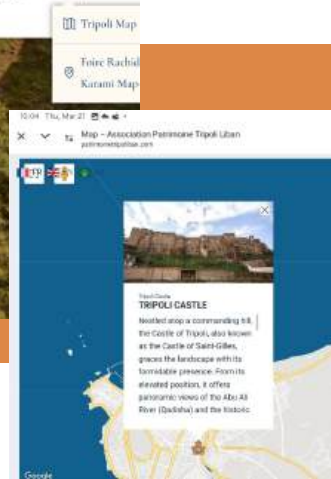 Tripoli Map
Foire Rachid
Karami Map
10:04 Thu, Mar 21
Map – Association Patrimoine Tripoli Liban
patrimoinetripoliliban.com
Tripoli Castle
TRIPOLI CASTLE
Nestled atop a commanding hill,
the Castle of Tripoli, also known
as the Castle of Saint-Gilles,
graces the landscape with its
formidable presence. From its
elevated position, it offers
panoramic views of the Abu Ali
River (Qadisha) and the historic
Google